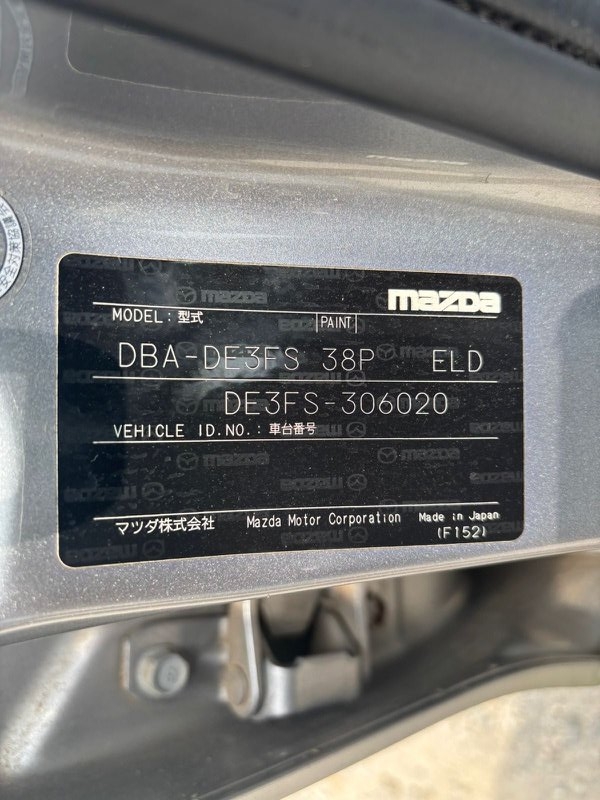 mazda
MODEL: 型式 PAINT
DBA-DE3FS 38P ELD
DE3FS-306020
VEHICLE ID.NO.: 車台番号
マツダ株式会社 Mazda Motor Corporation Made in Japan
(F152)